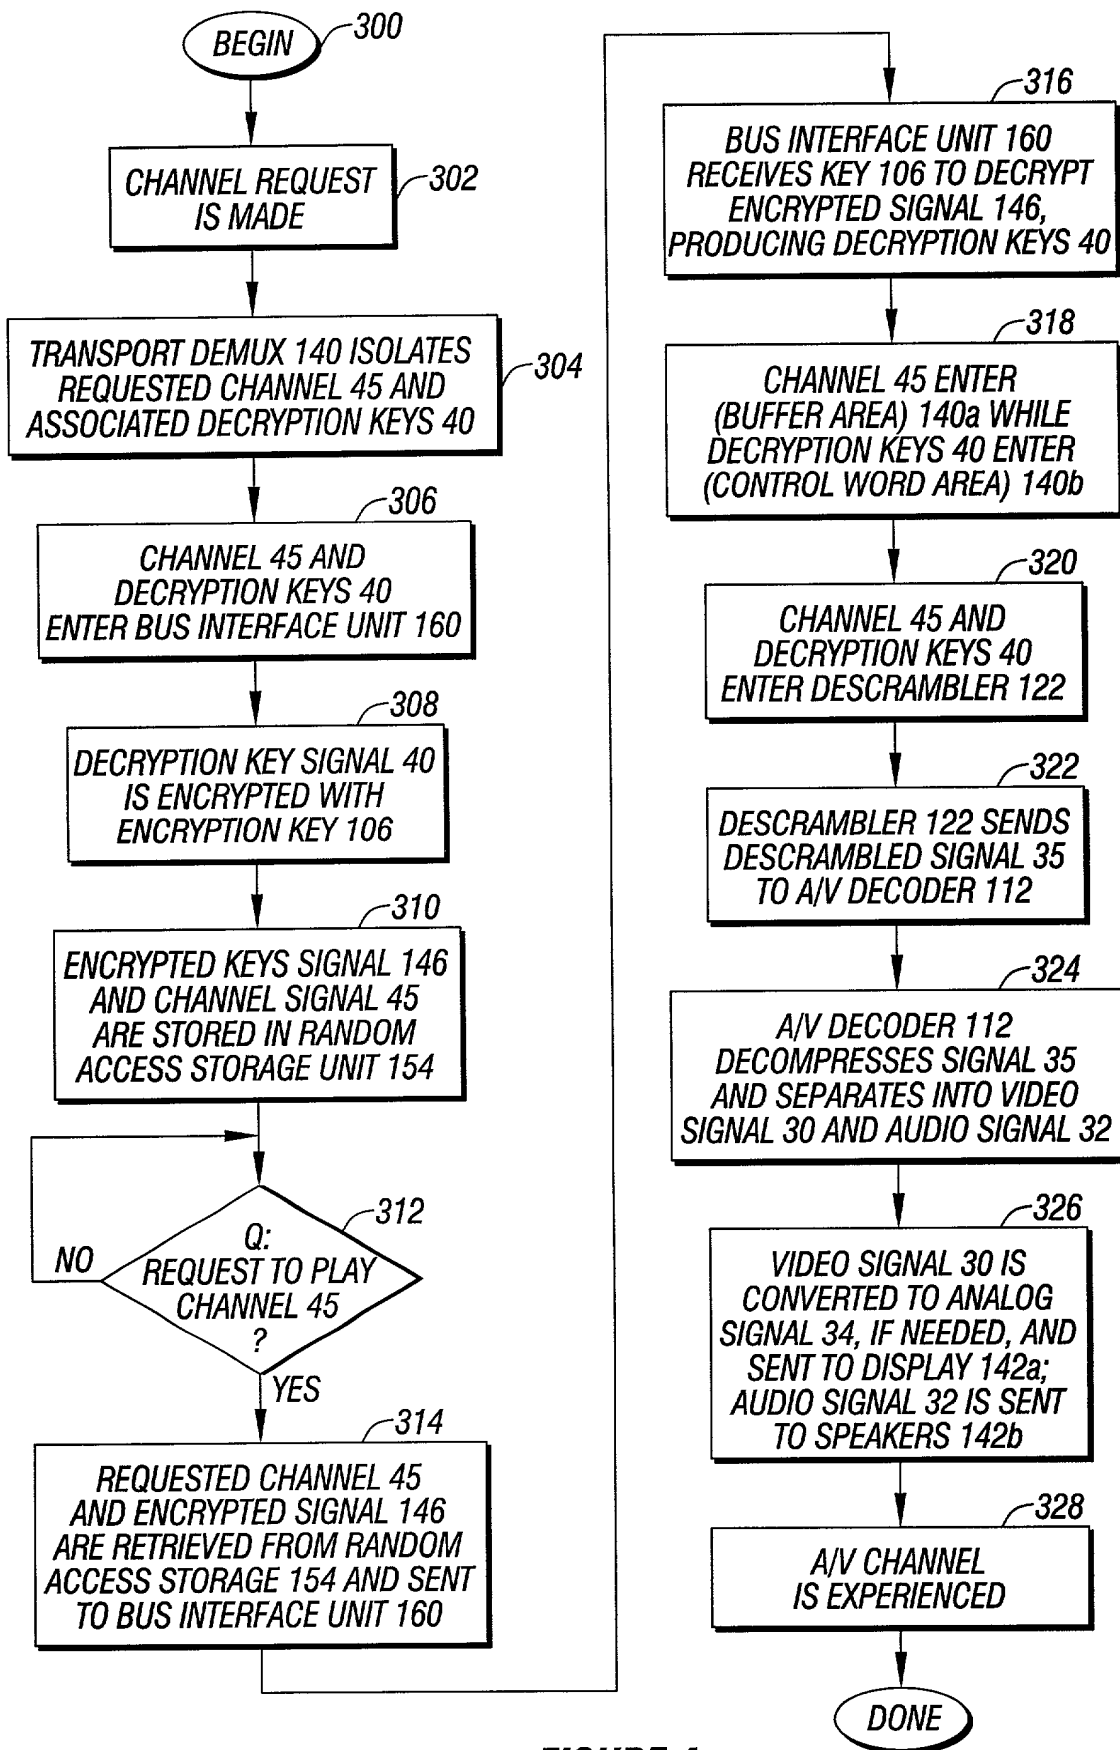 BEGIN
300
CHANNEL REQUEST
IS MADE
302
TRANSPORT DEMUX 140 ISOLATES
REQUESTED CHANNEL 45 AND
ASSOCIATED DECRYPTION KEYS 40
304
306
CHANNEL 45 AND
DECRYPTION KEYS 40
ENTER BUS INTERFACE UNIT 160
308
DECRYPTION KEY SIGNAL 40
IS ENCRYPTED WITH
ENCRYPTION KEY 106
310
ENCRYPTED KEYS SIGNAL 146
AND CHANNEL SIGNAL 45
ARE STORED IN RANDOM
ACCESS STORAGE UNIT 154
312
Q:
REQUEST TO PLAY
CHANNEL 45
?
NO
YES
314
REQUESTED CHANNEL 45
AND ENCRYPTED SIGNAL 146
ARE RETRIEVED FROM RANDOM
ACCESS STORAGE 154 AND SENT
TO BUS INTERFACE UNIT 160
316
BUS INTERFACE UNIT 160
RECEIVES KEY 106 TO DECRYPT
ENCRYPTED SIGNAL 146,
PRODUCING DECRYPTION KEYS 40
318
CHANNEL 45 ENTER
(BUFFER AREA) 140a WHILE
DECRYPTION KEYS 40 ENTER
(CONTROL WORD AREA) 140b
320
CHANNEL 45 AND
DECRYPTION KEYS 40
ENTER DESCRAMBLER 122
322
DESCRAMBLER 122 SENDS
DESCRAMBLED SIGNAL 35
TO A/V DECODER 112
324
A/V DECODER 112
DECOMPRESSES SIGNAL 35
AND SEPARATES INTO VIDEO
SIGNAL 30 AND AUDIO SIGNAL 32
326
VIDEO SIGNAL 30 IS
CONVERTED TO ANALOG
SIGNAL 34, IF NEEDED, AND
SENT TO DISPLAY 142a;
AUDIO SIGNAL 32 IS SENT
TO SPEAKERS 142b
328
A/V CHANNEL
IS EXPERIENCED
DONE